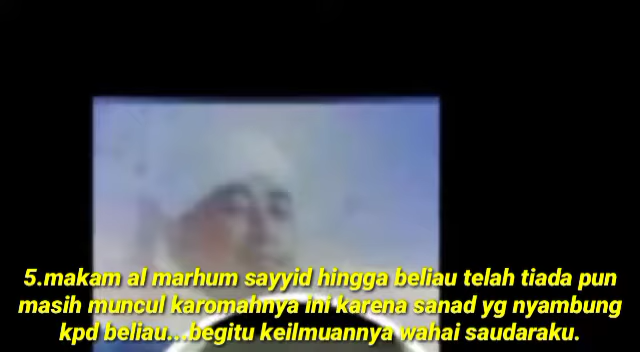 5.makam al marhum sayyid hingga beliau telah tiada pun
masih muncul karomahnya ini karena sanad yg nyambung
kpd beliau...begitu keilmuannya wahai saudaraku.